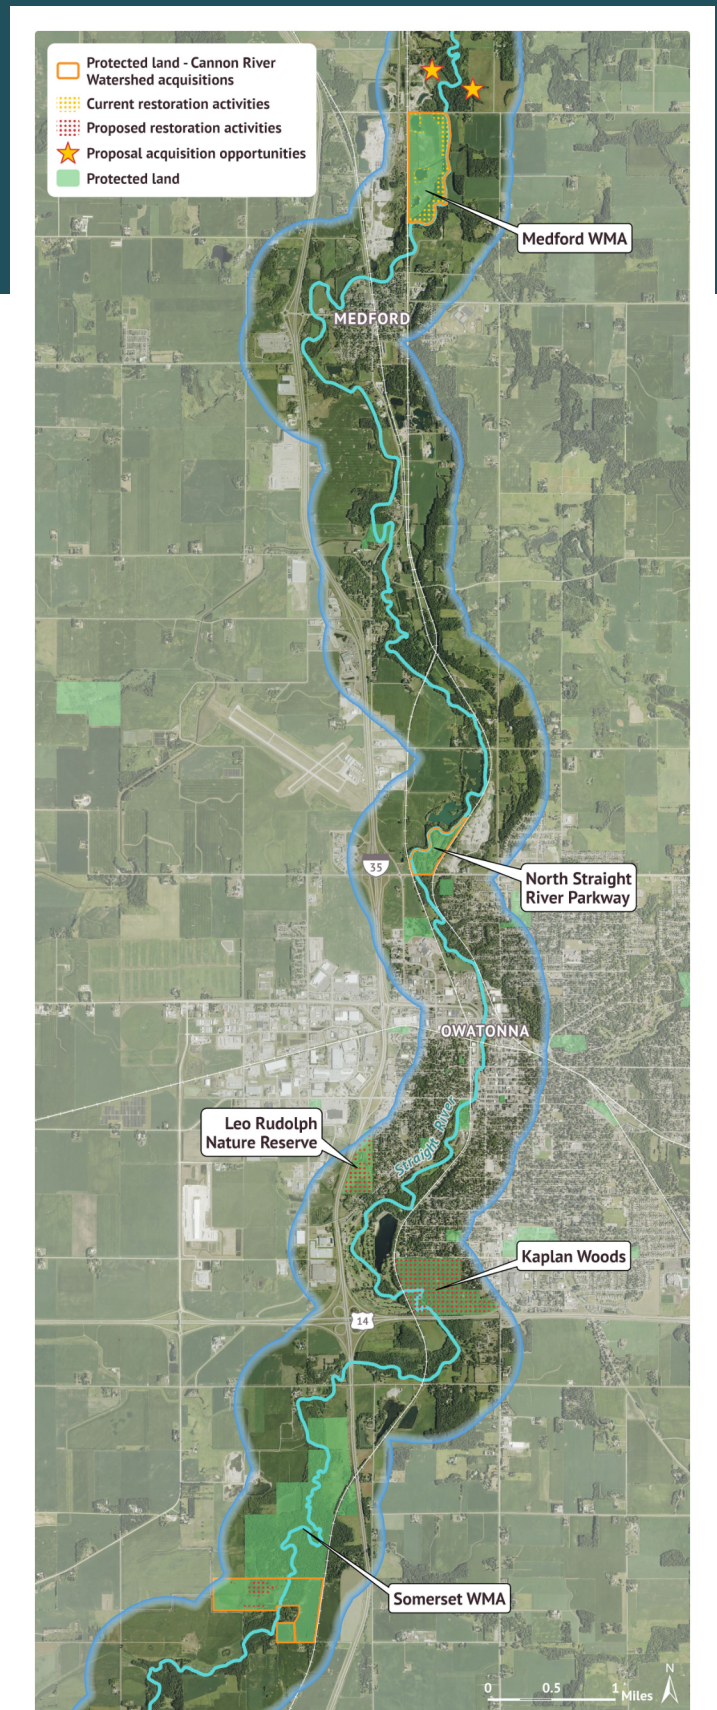 Protected land - Cannon River
Watershed acquisitions
Current restoration activities
Proposed restoration activities
Proposal acquisition opportunities
Protected land
Medford WMA
MEDFORD
35
North Straight
River Parkway
OWATONNA
Leo Rudolph
Nature Reserve
Straight River
Kaplan Woods
14
Somerset WMA
N
0 0.5 1 Miles